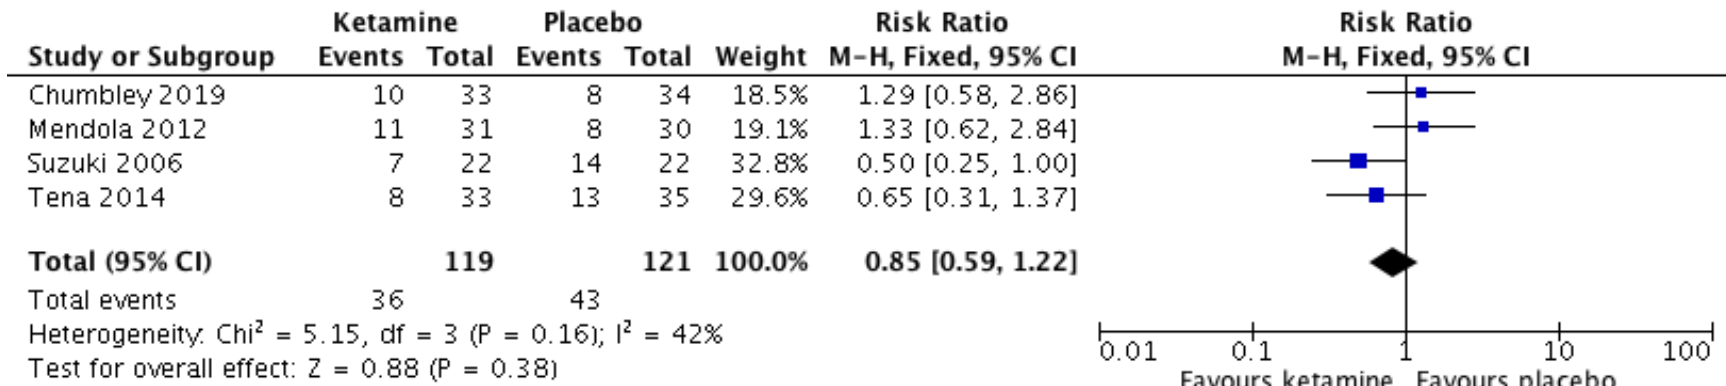 Ketamine Placebo Risk Ratio Risk Ratio
Study or Subgroup Events Total Events Total Weight M-H, Fixed, 95% CI M-H, Fixed, 95% CI
Chumbley 2019 10 33 8 34 18.5% 1.29 [0.58, 2.86]
Mendola 2012 11 31 8 30 19.1% 1.33 [0.62, 2.84]
Suzuki 2006 7 22 14 22 32.8% 0.50 [0.25, 1.00]
Tena 2014 8 33 13 35 29.6% 0.65 [0.31, 1.37]
Total (95% CI) 119 121 100.0% 0.85 [0.59, 1.22]
Total events 36 43
Heterogeneity: Chi² = 5.15, df = 3 (P = 0.16); I² = 42%
Test for overall effect: Z = 0.88 (P = 0.38)
0.01 0.1 1 10 100
Favours ketamine Favours placebo